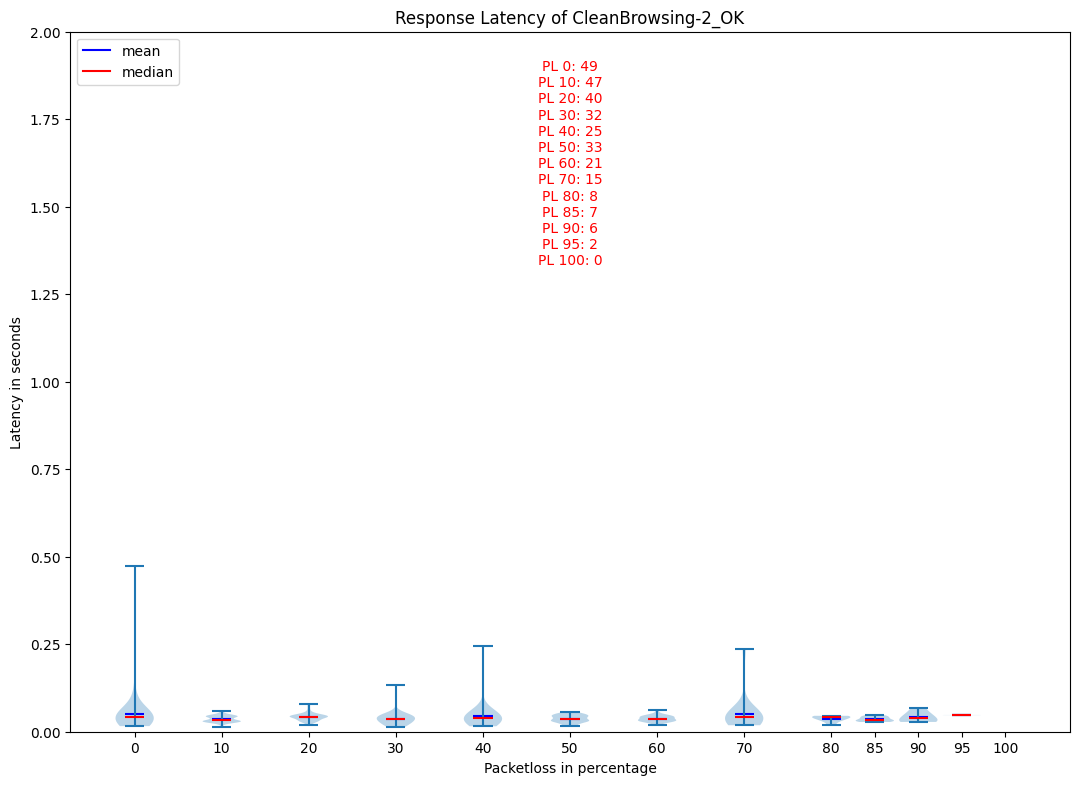 Response Latency of CleanBrowsing-2_OK
mean
median
PL 0: 49
PL 10: 47
PL 20: 40
PL 30: 32
PL 40: 25
PL 50: 33
PL 60: 21
PL 70: 15
PL 80: 8
PL 85: 7
PL 90: 6
PL 95: 2
PL 100: 0
Latency in seconds
2.00
1.75
1.50
1.25
1.00
0.75
0.50
0.25
0.00
0 10 20 30 40 50 60 70 80 85 90 95 100
Packetloss in percentage